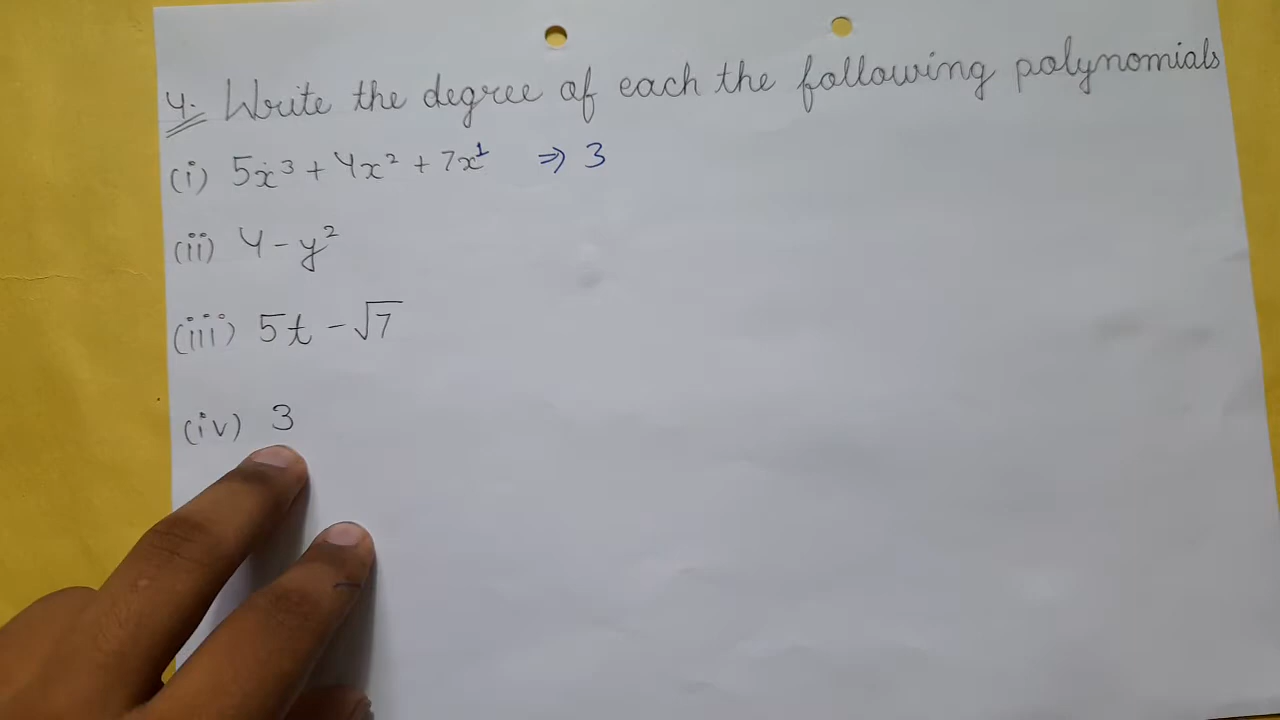 4. Write the degree of each the following polynomials
(i) 5x³ + 4x² + 7x¹ ⇒ 3
(ii) 4 - y²
(iii) 5t - √7
(iv) 3